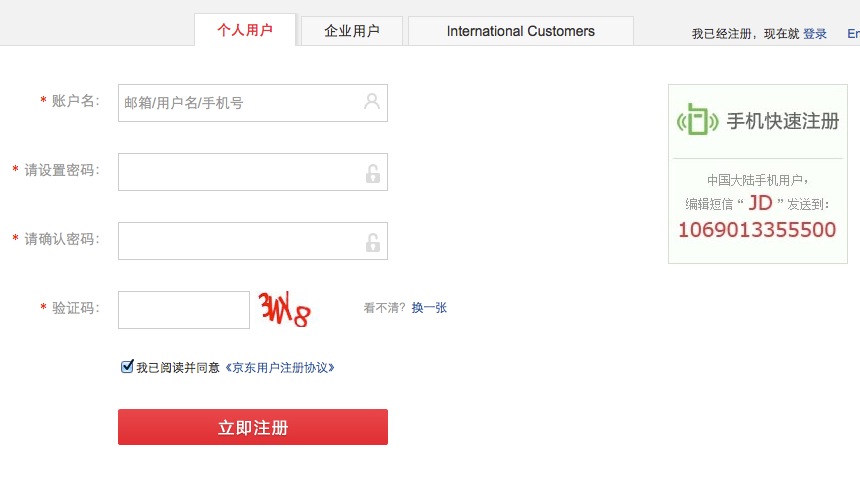 个人用户
企业用户
International Customers
我已经注册，现在就 登录
* 账户名：
邮箱/用户名/手机号
* 请设置密码：
* 请确认密码：
* 验证码：
看不清？ 换一张
我已阅读并同意《京东用户注册协议》
立即注册
手机快速注册
中国大陆手机用户，
编辑短信“ JD ”发送到：
1069013355500